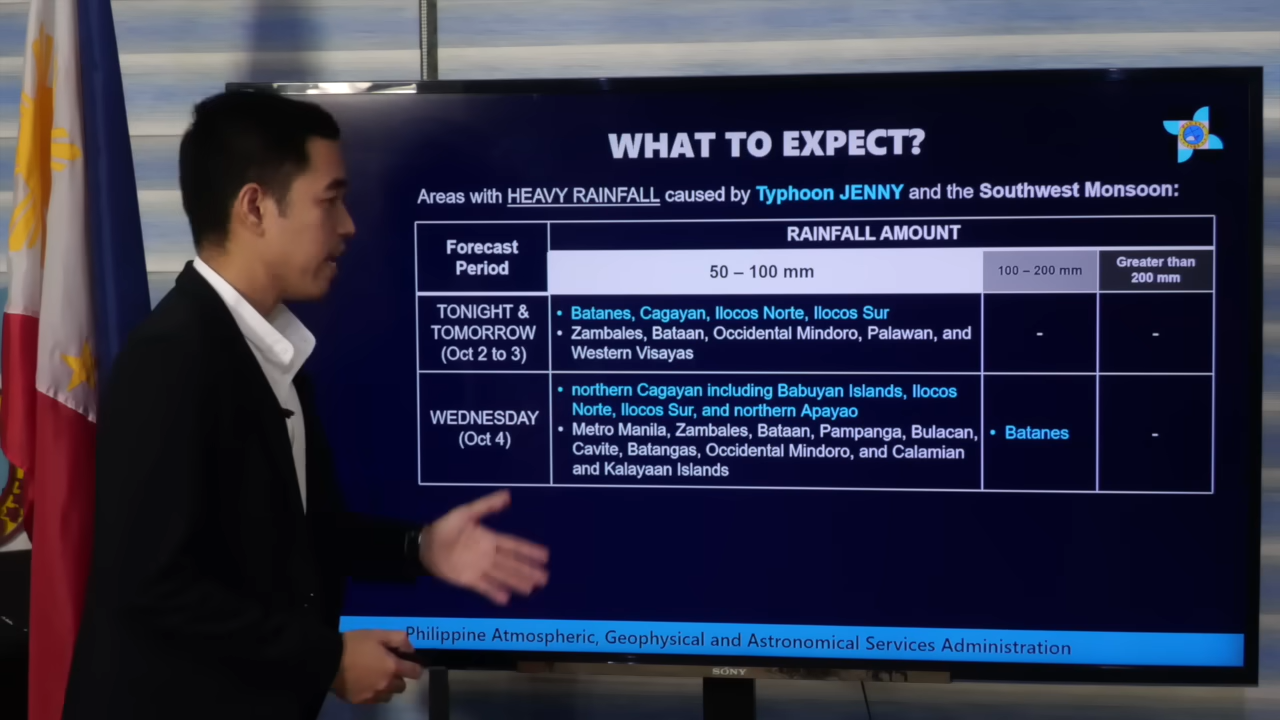 WHAT TO EXPECT?
Areas with HEAVY RAINFALL caused by Typhoon JENNY and the Southwest Monsoon:
Forecast
Period
RAINFALL AMOUNT
50 – 100 mm
100 – 200 mm
Greater than
200 mm
TONIGHT &
TOMORROW
(Oct 2 to 3)
• Batanes, Cagayan, Ilocos Norte, Ilocos Sur
• Zambales, Bataan, Occidental Mindoro, Palawan, and
Western Visayas
-
-
WEDNESDAY
(Oct 4)
• northern Cagayan including Babuyan Islands, Ilocos
Norte, Ilocos Sur, and northern Apayao
• Metro Manila, Zambales, Bataan, Pampanga, Bulacan,
Cavite, Batangas, Occidental Mindoro, and Calamian
and Kalayaan Islands
• Batanes
-
Philippine Atmospheric, Geophysical and Astronomical Services Administration
SONY